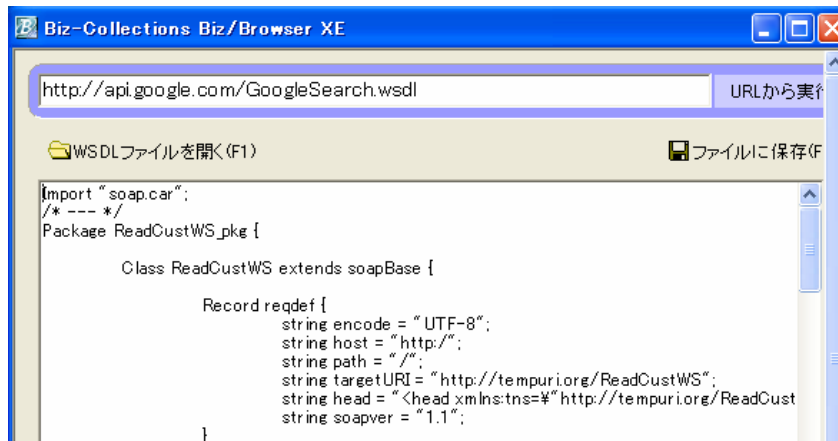 Biz-Collections Biz/Browser XE
http://api.google.com/GoogleSearch.wsdl
URLから実行
WSDLファイルを開く(F1)
ファイルに保存(F
Import "soap.car";
/* --- */
Package ReadCustWS_pkg {
Class ReadCustWS extends soapBase {
Record reqdef {
string encode = "UTF-8";
string host = "http:/";
string path = "/";
string targetURI = "http://tempuri.org/ReadCustWS";
string head = "<head xmlns:tns=¥"http://tempuri.org/ReadCust
string soapver = "1.1";
}